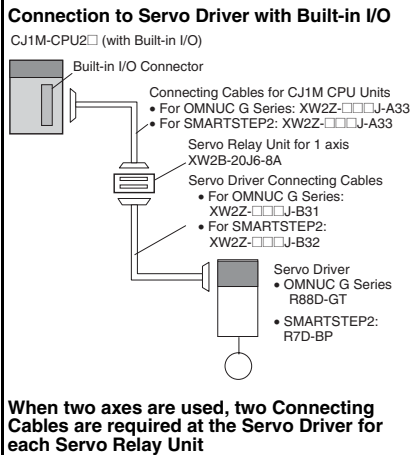 Connection to Servo Driver with Built-in I/O
CJ1M-CPU2□ (with Built-in I/O)
Built-in I/O Connector
Connecting Cables for CJ1M CPU Units
• For OMNUC G Series: XW2Z-□□□J-A33
• For SMARTSTEP2: XW2Z-□□□J-A33
Servo Relay Unit for 1 axis
XW2B-20J6-8A
Servo Driver Connecting Cables
• For OMNUC G Series:
XW2Z-□□□J-B31
• For SMARTSTEP2:
XW2Z-□□□J-B32
Servo Driver
• OMNUC G Series
R88D-GT
• SMARTSTEP2:
R7D-BP
When two axes are used, two Connecting
Cables are required at the Servo Driver for
each Servo Relay Unit